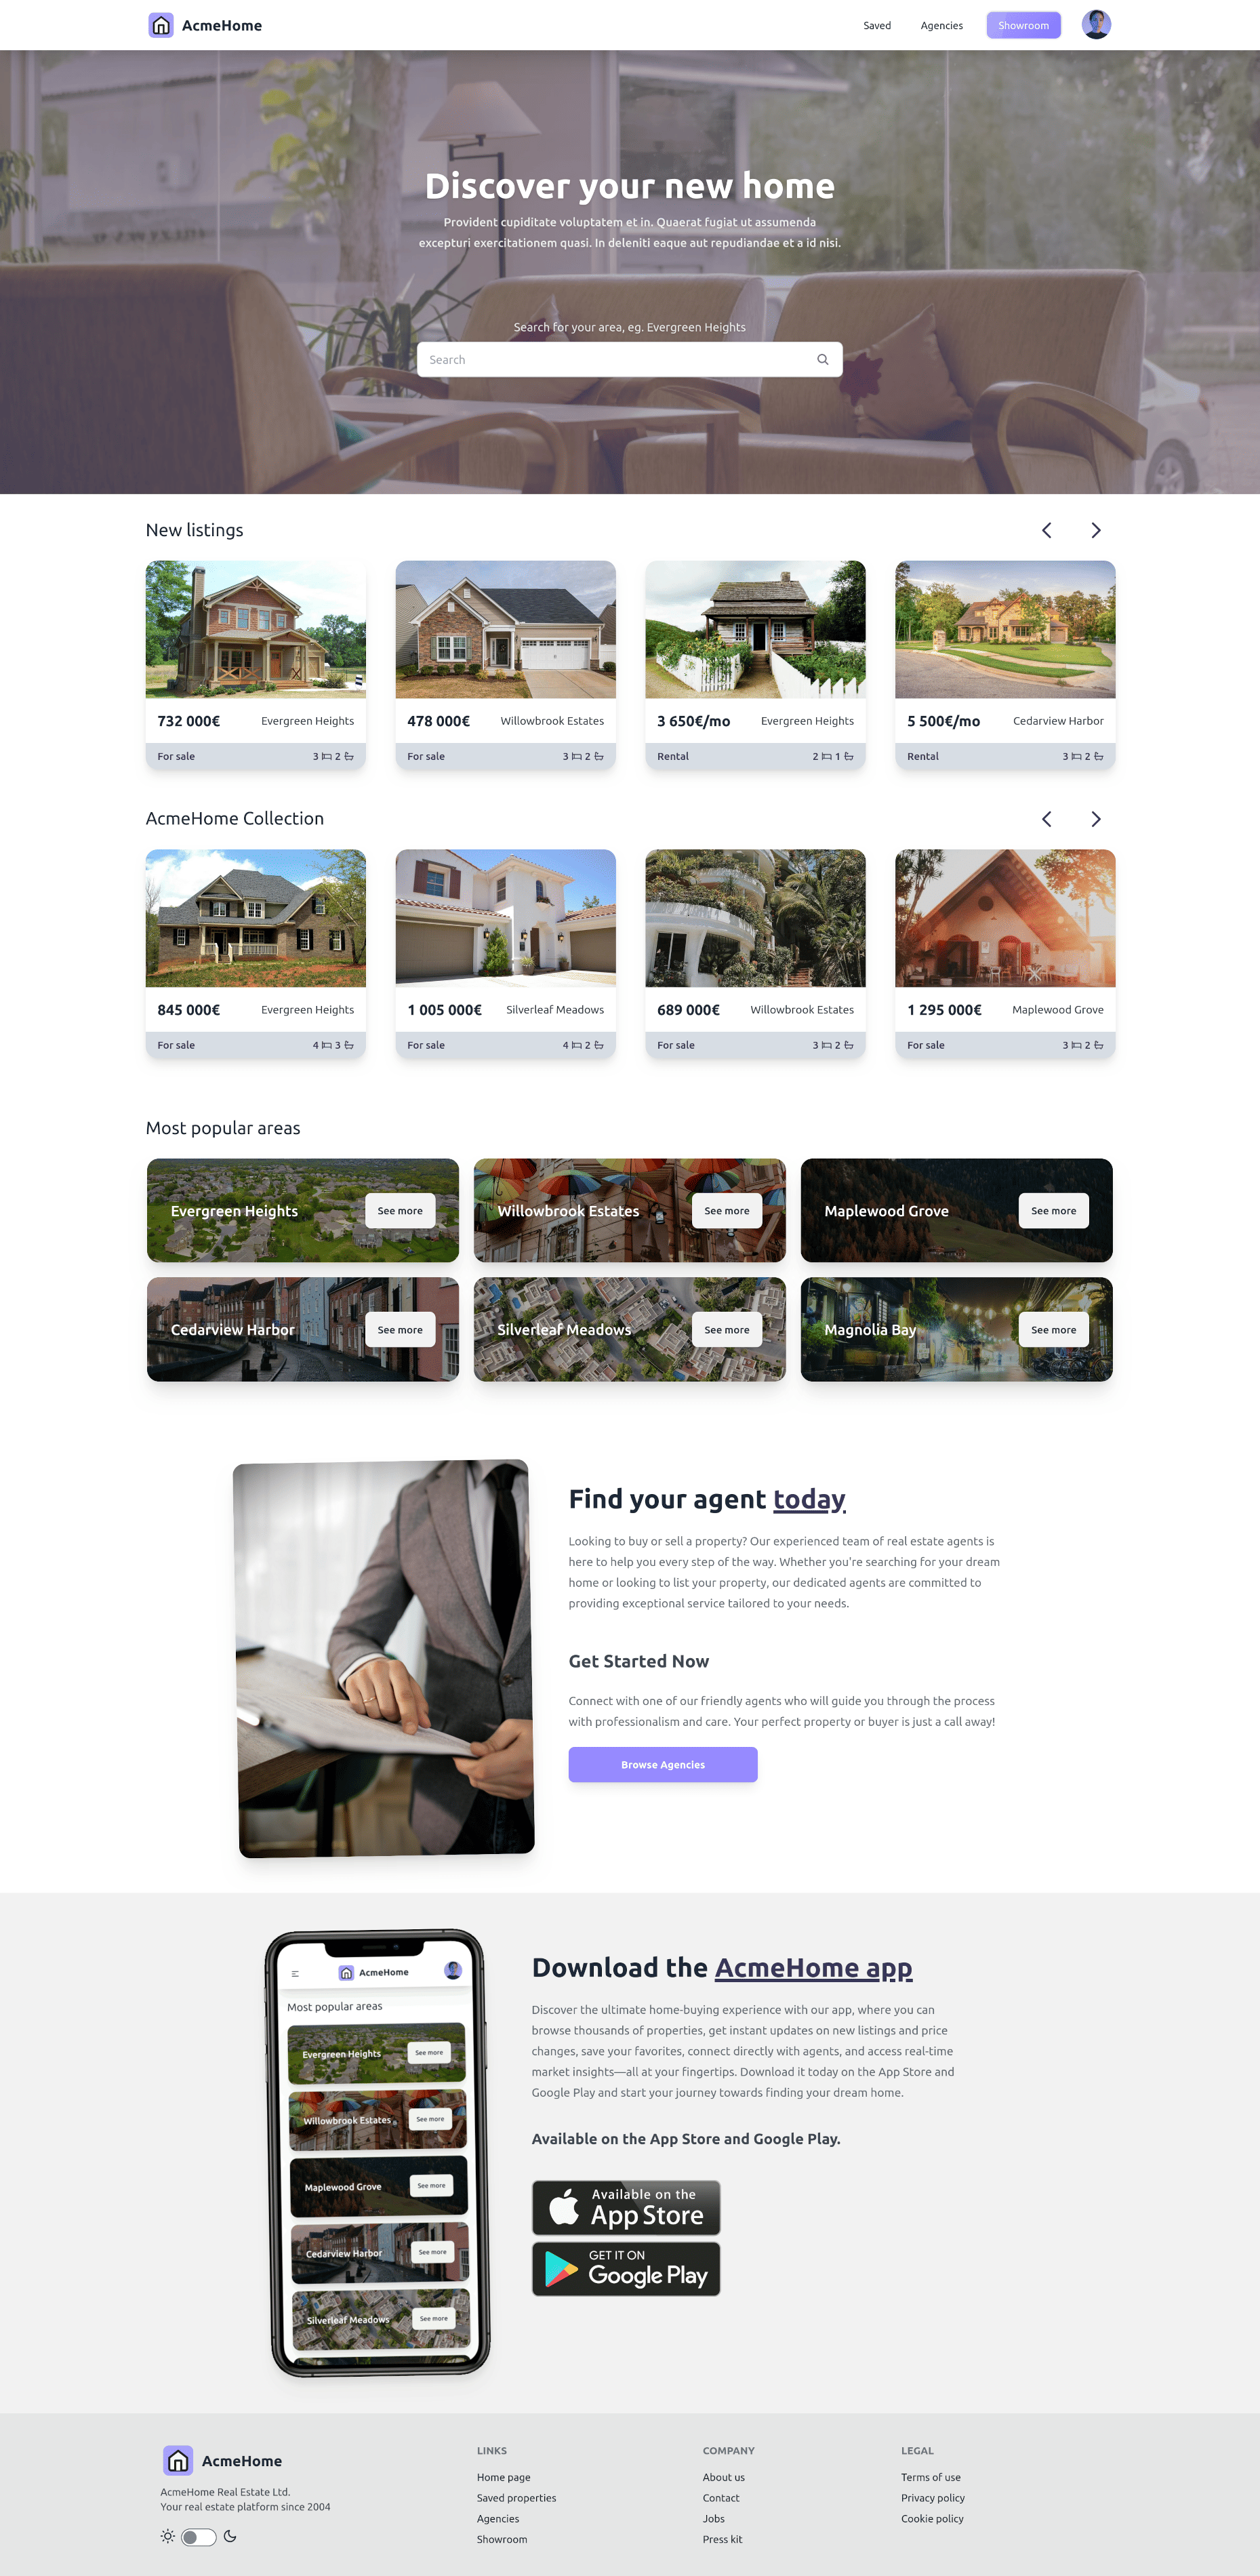 AcmeHome
Saved
Agencies
Showroom
Discover your new home
Provident cupiditate voluptatem et in. Quaerat fugiat ut assumenda
excepturi exercitationem quasi. In deleniti eaque aut repudiandae et a id nisi.
Search for your area, eg. Evergreen Heights
Search
New listings
732 000€ Evergreen Heights
For sale 3 2
478 000€ Willowbrook Estates
For sale 3 2
3 650€/mo Evergreen Heights
Rental 2 1
5 500€/mo Cedarview Harbor
Rental 3 2
AcmeHome Collection
845 000€ Evergreen Heights
For sale 4 3
1 005 000€ Silverleaf Meadows
For sale 4 2
689 000€ Willowbrook Estates
For sale 3 2
1 295 000€ Maplewood Grove
For sale 3 2
Most popular areas
Evergreen Heights See more
Willowbrook Estates See more
Maplewood Grove See more
Cedarview Harbor See more
Silverleaf Meadows See more
Magnolia Bay See more
Find your agent today
Looking to buy or sell a property? Our experienced team of real estate agents is
here to help you every step of the way. Whether you're searching for your dream
home or looking to list your property, our dedicated agents are committed to
providing exceptional service tailored to your needs.
Get Started Now
Connect with one of our friendly agents who will guide you through the process
with professionalism and care. Your perfect property or buyer is just a call away!
Browse Agencies
AcmeHome
Most popular areas
Evergreen Heights See more
Willowbrook Estates See more
Maplewood Grove See more
Cedarview Harbor See more
Silverleaf Meadows See more
Download the AcmeHome app
Discover the ultimate home-buying experience with our app, where you can
browse thousands of properties, get instant updates on new listings and price
changes, save your favorites, connect directly with agents, and access real-time
market insights—all at your fingertips. Download it today on the App Store and
Google Play and start your journey towards finding your dream home.
Available on the App Store and Google Play.
Available on the
App Store
GET IT ON
Google Play
AcmeHome
AcmeHome Real Estate Ltd.
Your real estate platform since 2004
LINKS
Home page
Saved properties
Agencies
Showroom
COMPANY
About us
Contact
Jobs
Press kit
LEGAL
Terms of use
Privacy policy
Cookie policy